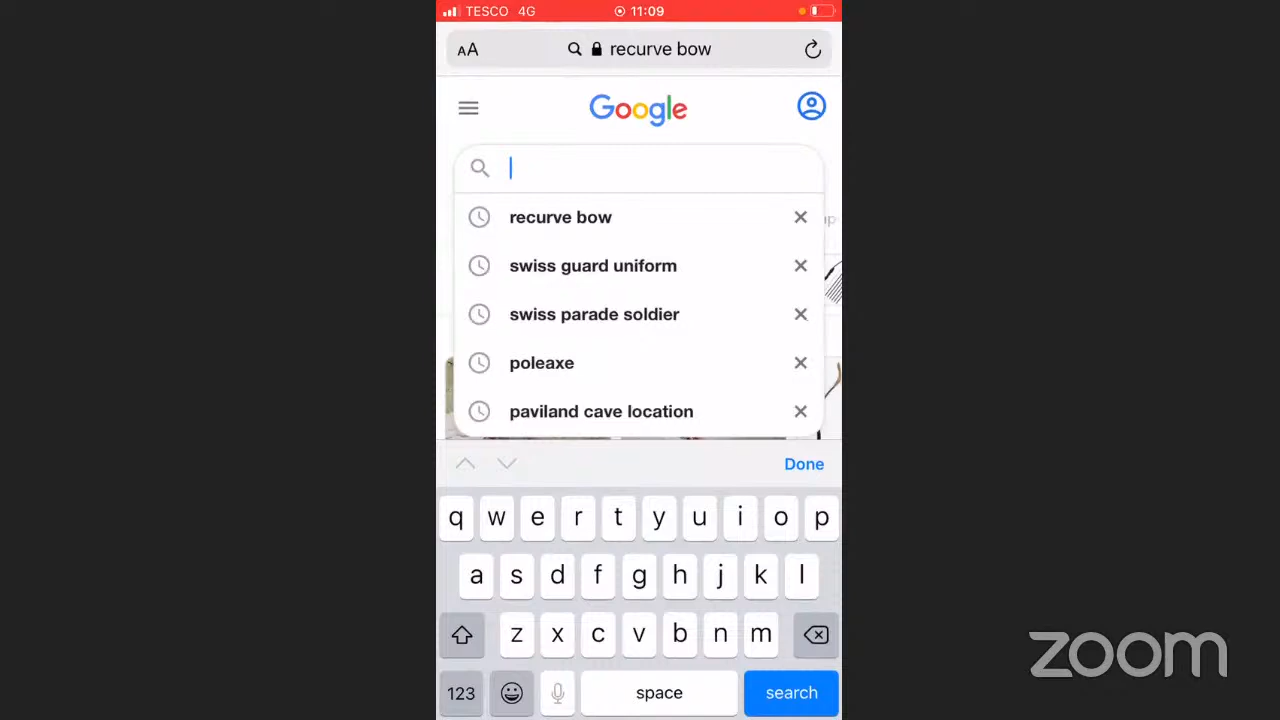 TESCO 4G 11:09
AA recurve bow
Google
recurve bow
swiss guard uniform
swiss parade soldier
poleaxe
paviland cave location
Done
q w e r t y u i o p
a s d f g h j k l
z x c v b n m
123 space search
zoom